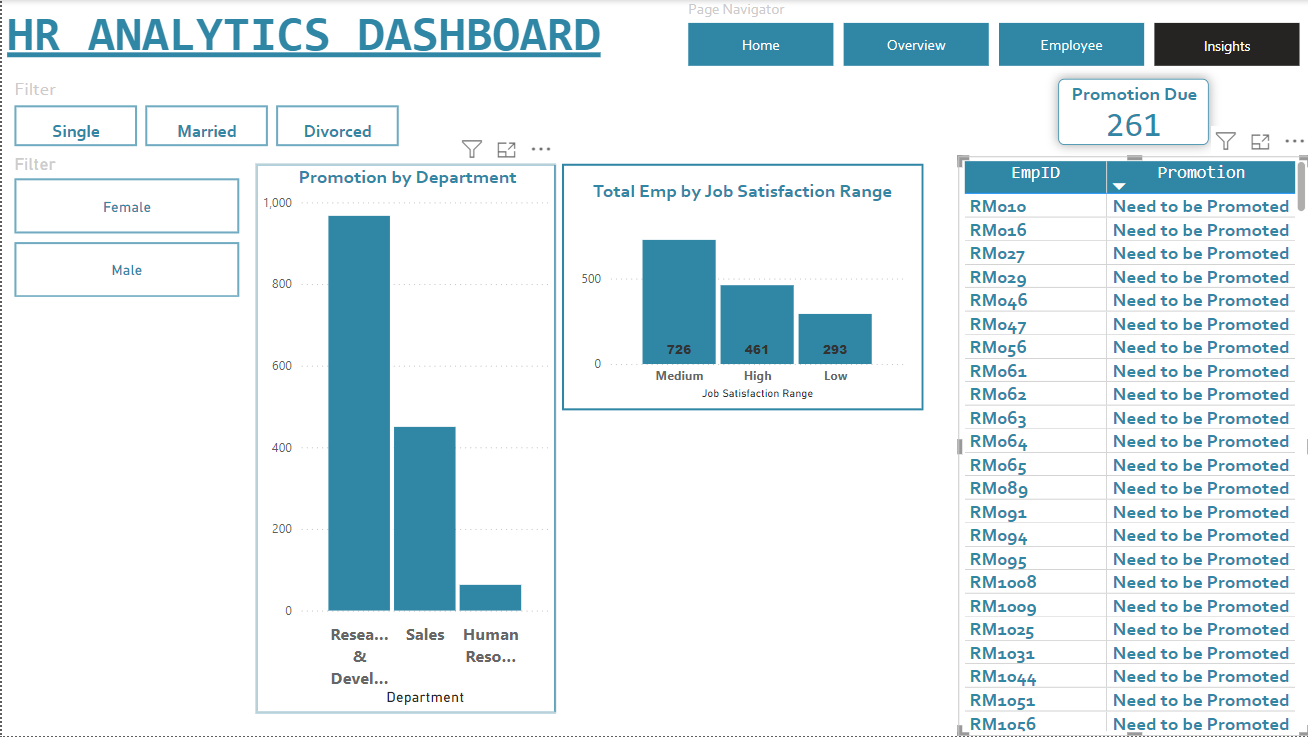 HR ANALYTICS DASHBOARD
Page Navigator
Home
Overview
Employee
Insights
Filter
Single
Married
Divorced
Filter
Female
Male
Promotion Due
261
Promotion by Department
1,000
800
600
400
200
0
Resea... & Devel...
Sales
Human Reso...
Department
Total Emp by Job Satisfaction Range
500
0
726
461
293
Medium
High
Low
Job Satisfaction Range
EmpID Promotion
RM010 Need to be Promoted
RM016 Need to be Promoted
RM027 Need to be Promoted
RM029 Need to be Promoted
RM046 Need to be Promoted
RM047 Need to be Promoted
RM056 Need to be Promoted
RM061 Need to be Promoted
RM062 Need to be Promoted
RM063 Need to be Promoted
RM064 Need to be Promoted
RM065 Need to be Promoted
RM089 Need to be Promoted
RM091 Need to be Promoted
RM094 Need to be Promoted
RM095 Need to be Promoted
RM1008 Need to be Promoted
RM1009 Need to be Promoted
RM1025 Need to be Promoted
RM1031 Need to be Promoted
RM1044 Need to be Promoted
RM1051 Need to be Promoted
RM1056 Need to be Promoted